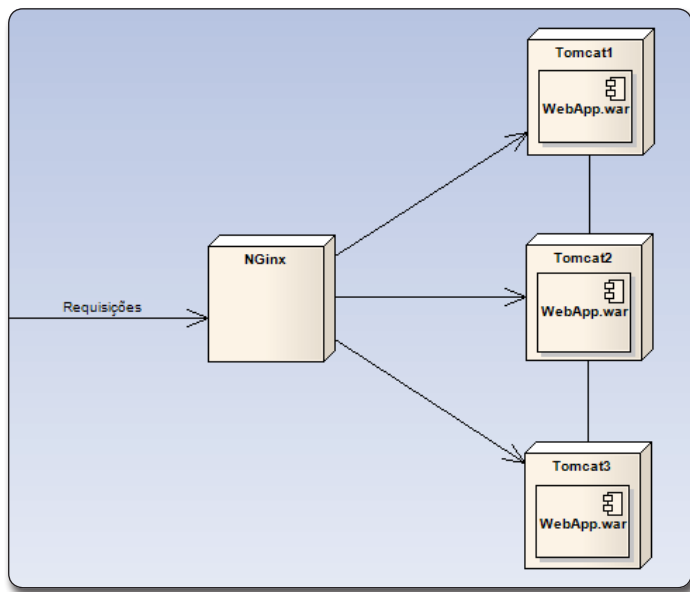 Tomcat1
WebApp.war
NGinx
Requisições
Tomcat2
WebApp.war
Tomcat3
WebApp.war